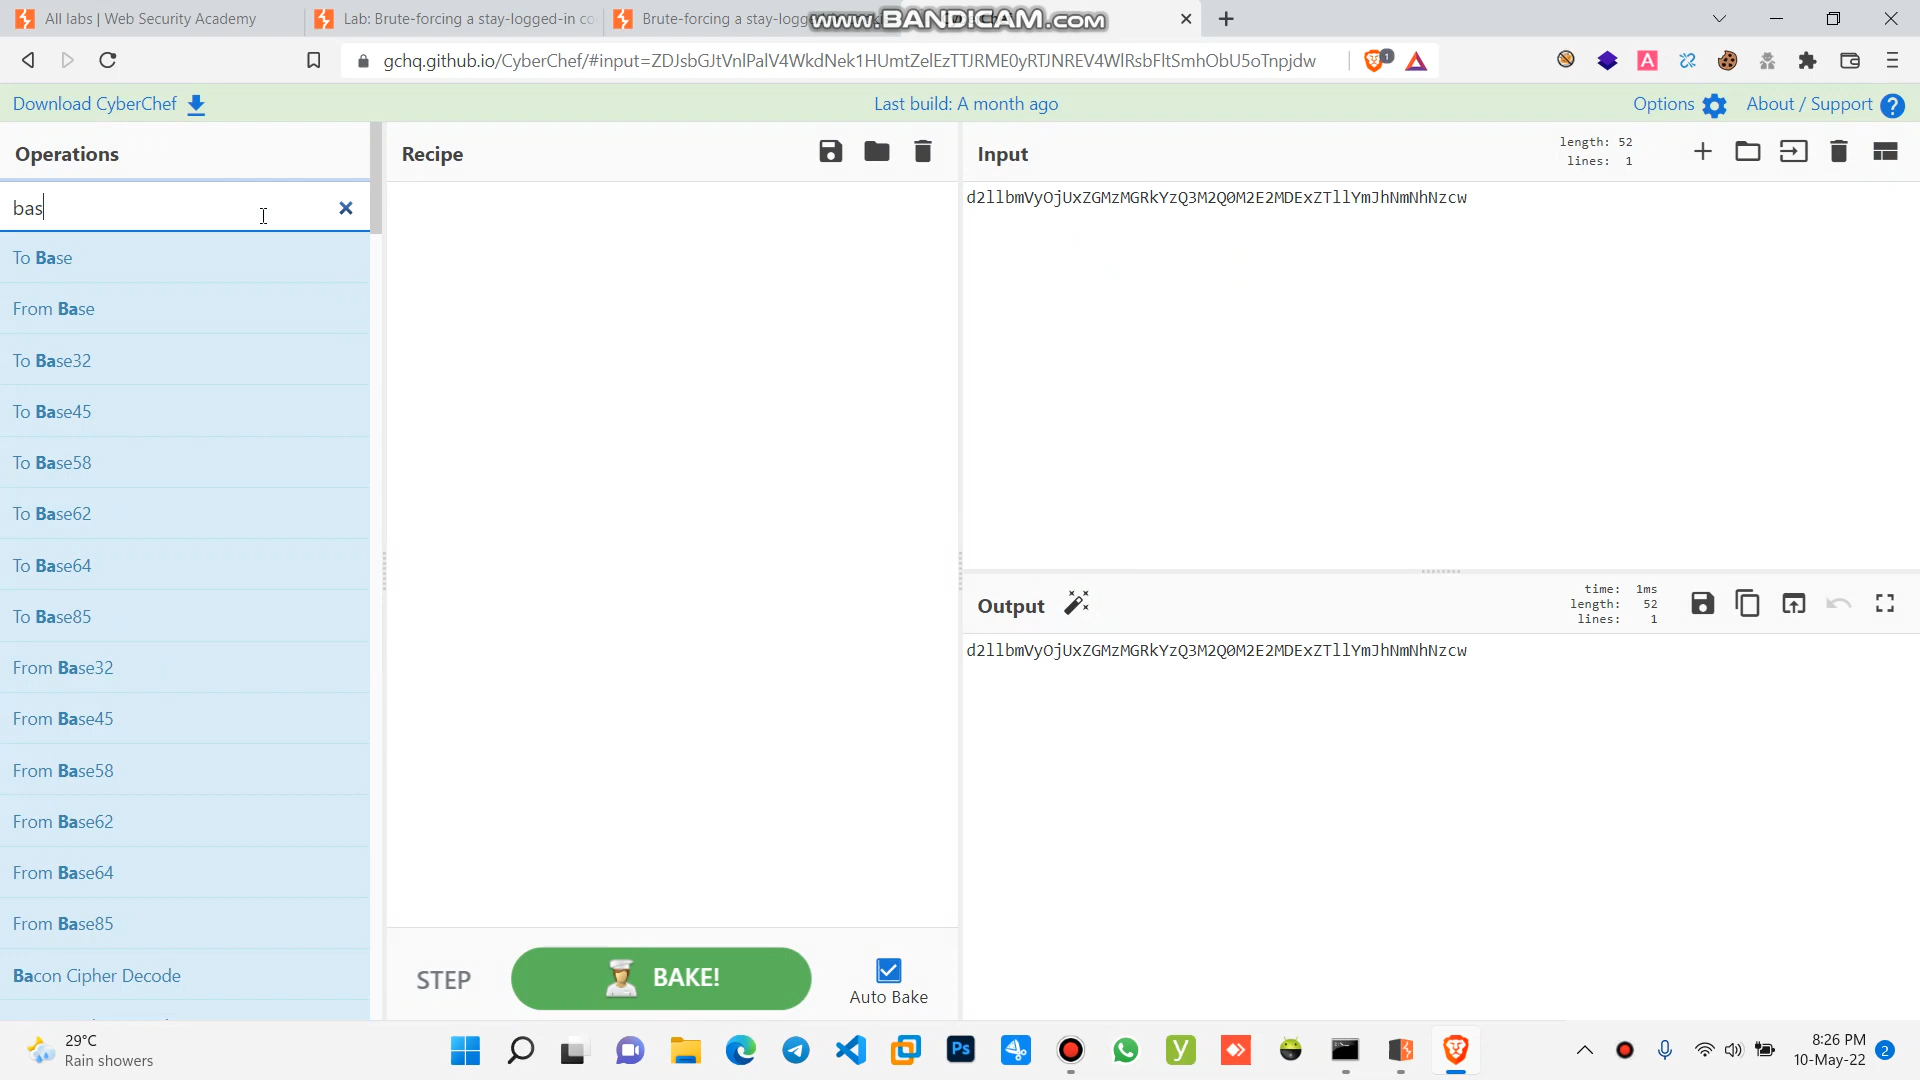 All labs | Web Security Academy
Lab: Brute-forcing a stay-logged-in co
Brute-forcing a stay-logg
www.BANDICAM.com
gchq.github.io/CyberChef/#input=ZDJsbGJtVnlPalV4WkdNek1HUmtZelEzTTJRME0yRTJNREV4WlRsbFltSmhObU5oTnpjdw
1
Download CyberChef
Last build: A month ago
Options
About / Support
Operations
Recipe
Input
length: 52
lines: 1
bas
d2llbmVyOjUxZGMzMGRkYzQ3M2Q0M2E2MDExZTllYmJhNmNhNzcw
To Base
From Base
To Base32
To Base45
To Base58
To Base62
To Base64
To Base85
From Base32
From Base45
From Base58
From Base62
From Base64
From Base85
Bacon Cipher Decode
Output
time: 1ms
length: 52
lines: 1
d2llbmVyOjUxZGMzMGRkYzQ3M2Q0M2E2MDExZTllYmJhNmNhNzcw
STEP
BAKE!
Auto Bake
29°C
Rain showers
Ps
y
8:26 PM
10-May-22
2